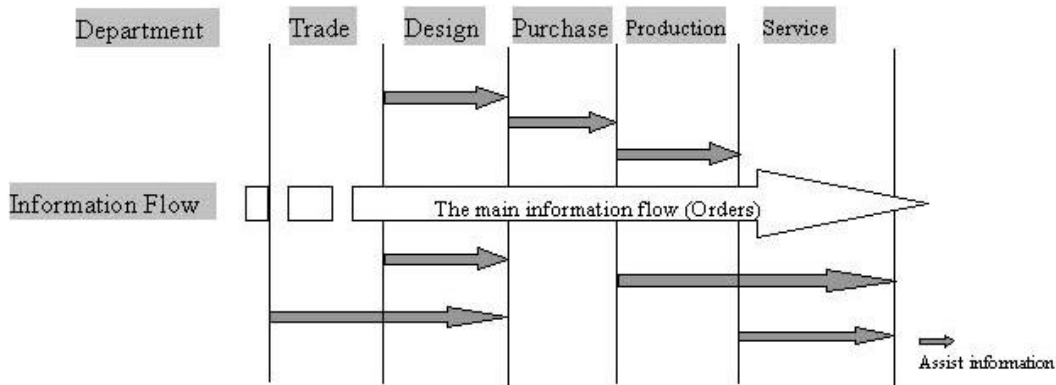 Department Trade Design Purchase Production Service
Information Flow
The main information flow (Orders)
Assist information